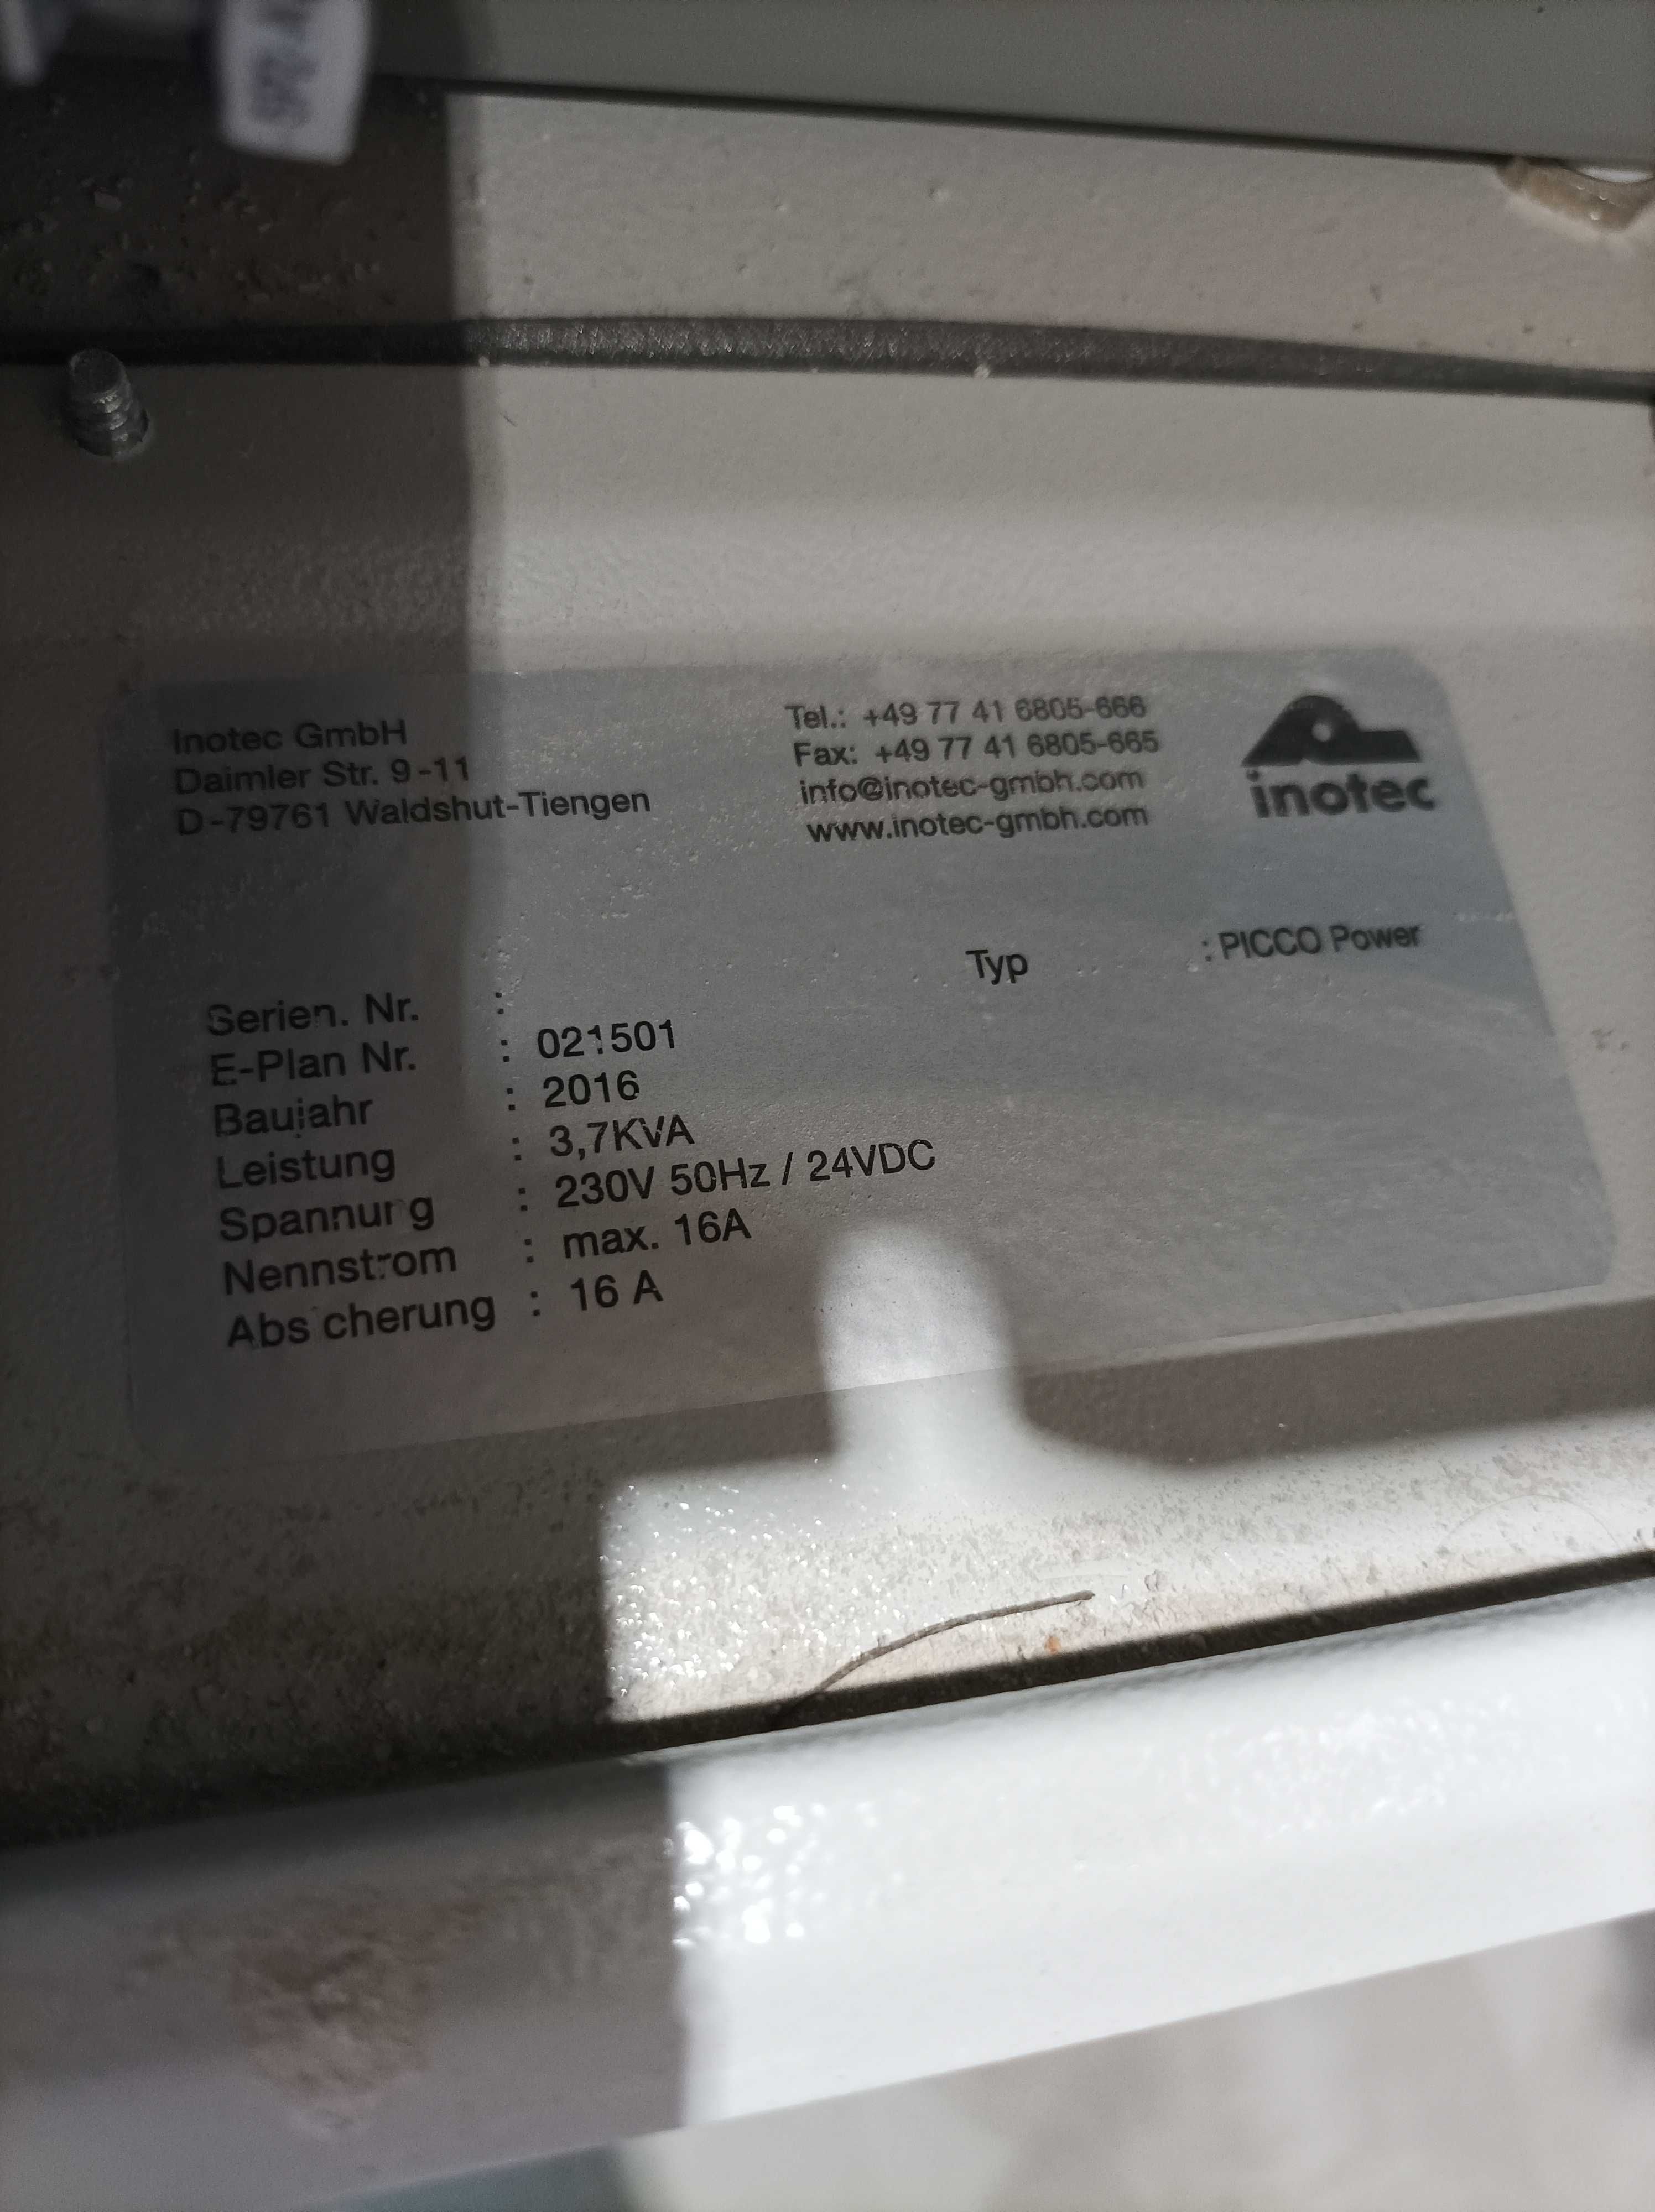 Inotec GmbH
Daimler Str. 9-11
D-79761 Waldshut-Tiengen
Tel.: +49 77 41 6805-666
Fax: +49 77 41 6805-665
info@inotec-gmbh.com
www.inotec-gmbh.com
inotec
Typ : PICCO Power
Serien. Nr. :
E-Plan Nr. : 021501
Baujahr : 2016
Leistung : 3,7KVA
Spannung : 230V 50Hz / 24VDC
Nennstrom : max. 16A
Absicherung : 16 A